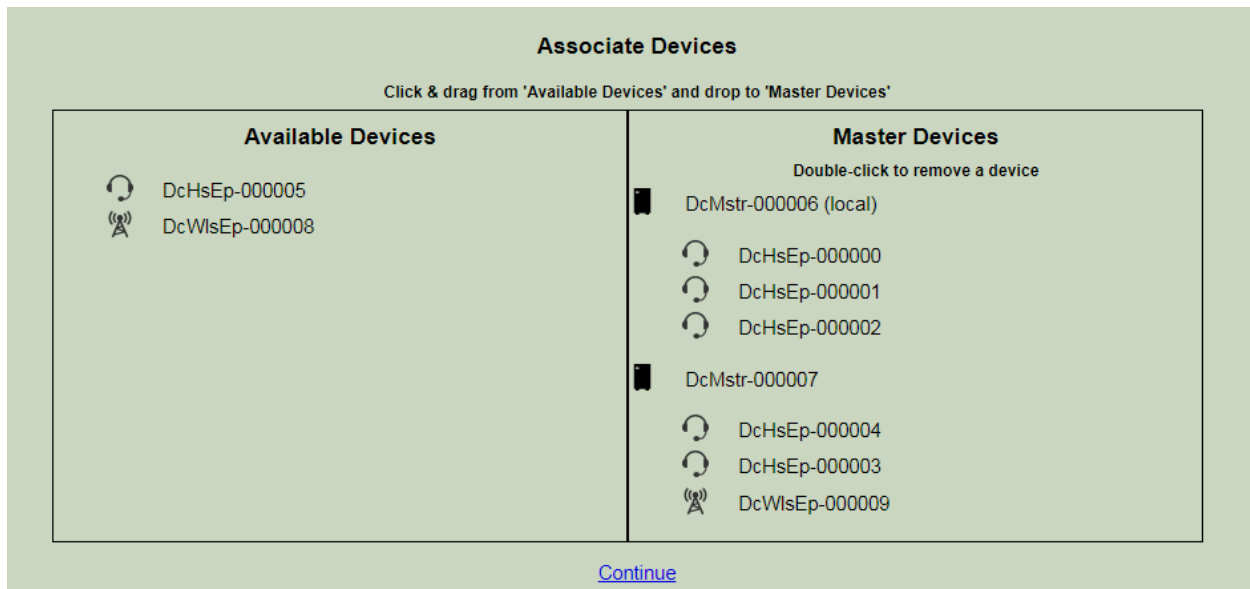 Associate Devices
Click & drag from 'Available Devices' and drop to 'Master Devices'
Available Devices
DcHsEp-000005
DcWlsEp-000008
Master Devices
Double-click to remove a device
DcMstr-000006 (local)
DcHsEp-000000
DcHsEp-000001
DcHsEp-000002
DcMstr-000007
DcHsEp-000004
DcHsEp-000003
DcWlsEp-000009
Continue